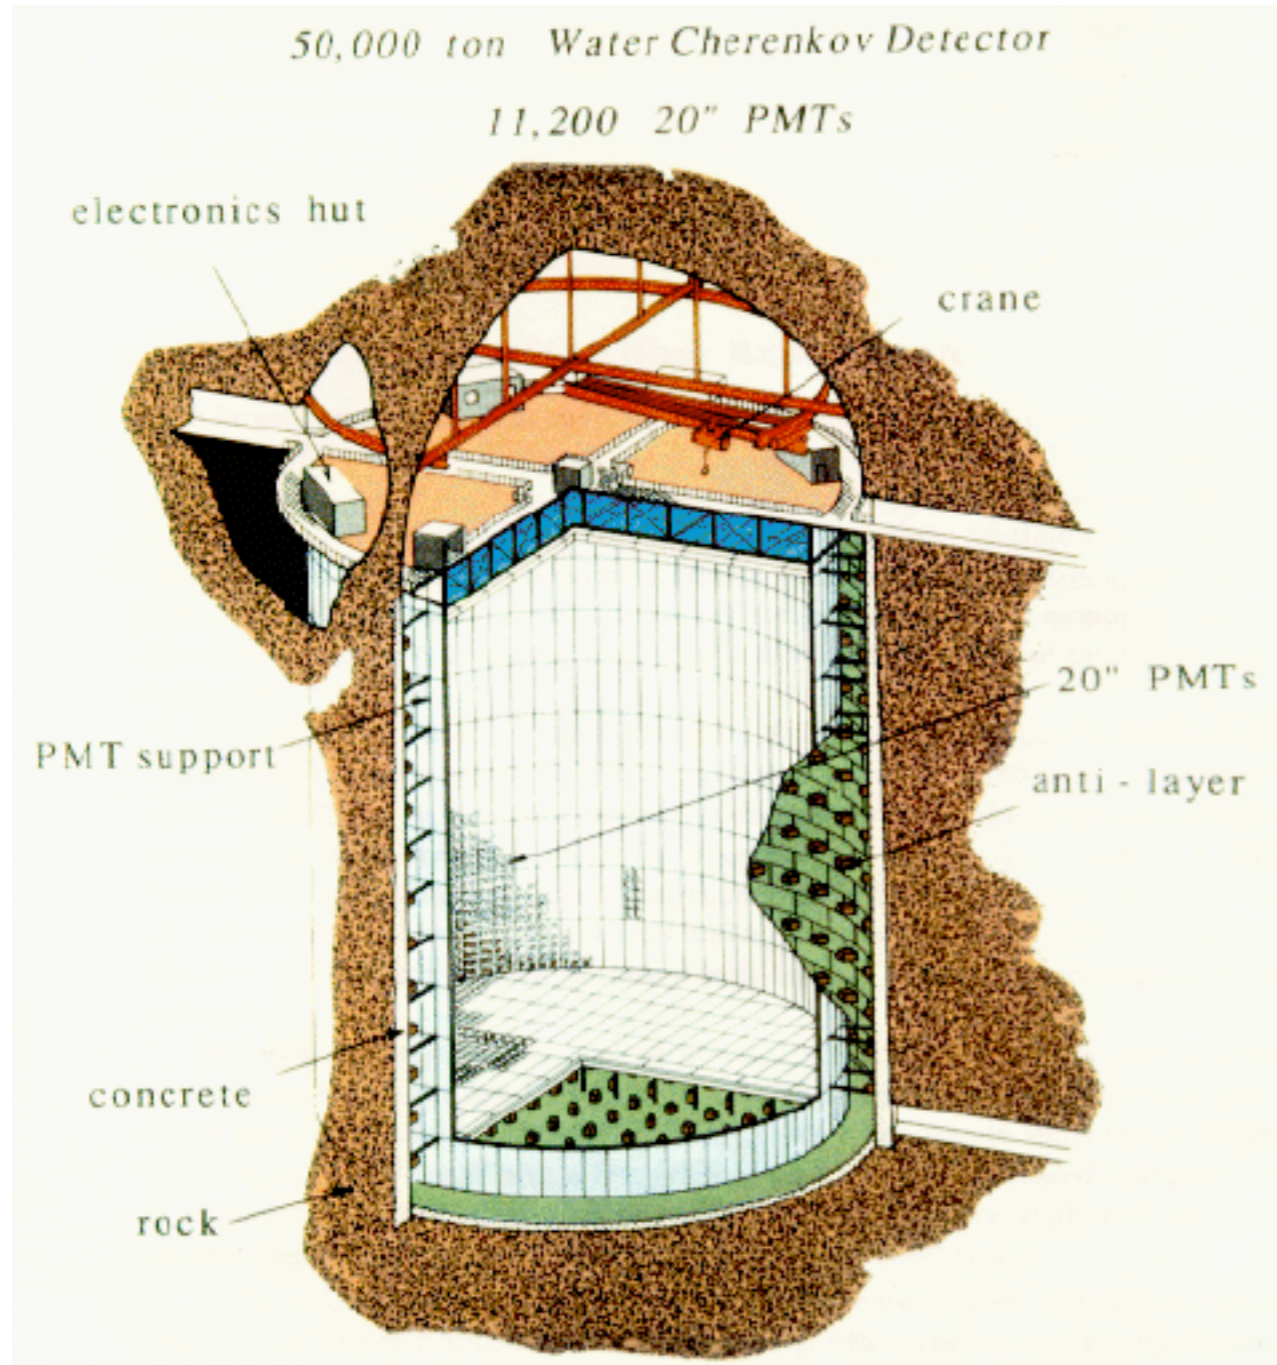 50,000 ton Water Cherenkov Detector
11,200 20" PMTs
electronics hut
crane
20" PMTs
PMT support
anti - layer
concrete
rock